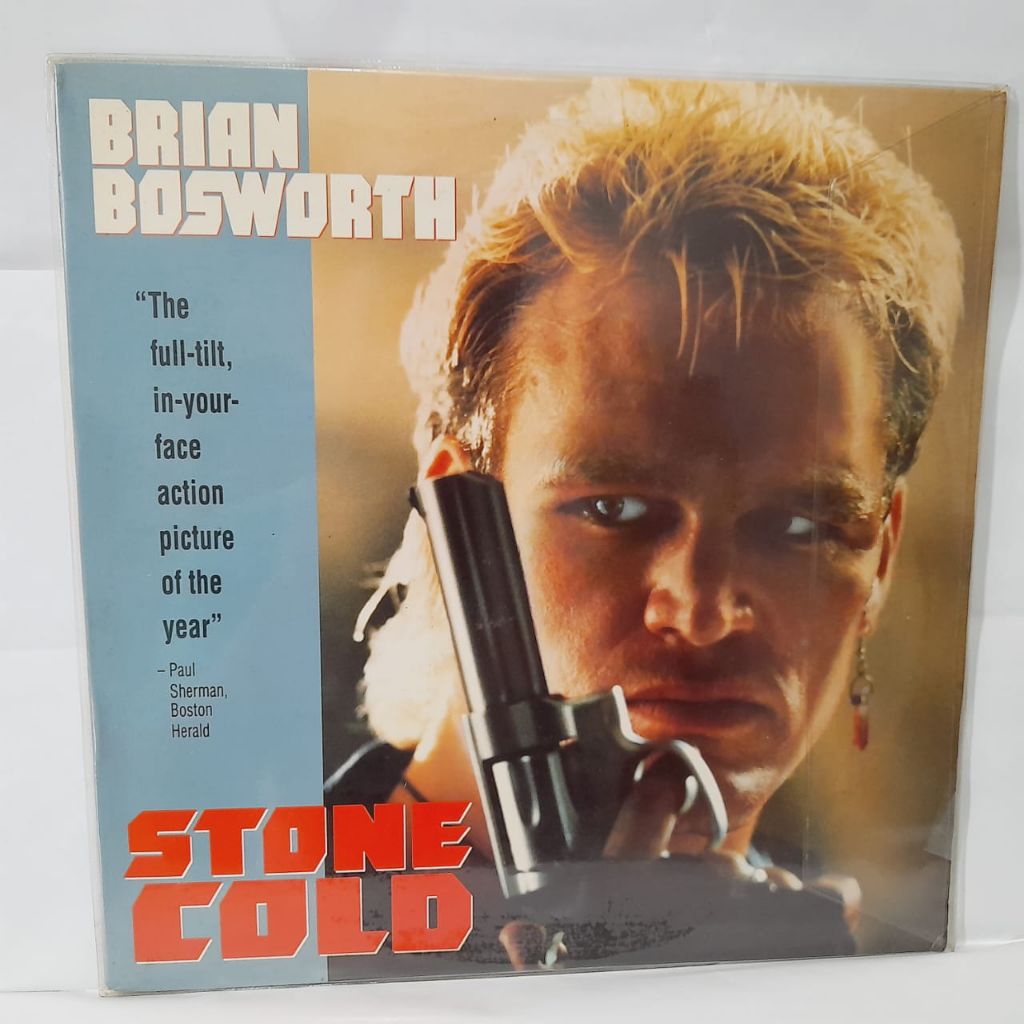 BRIAN
BOSWORTH
“The
full-tilt,
in-your-
face
action
picture
of the
year”
– Paul
Sherman,
Boston
Herald
STONE
COLD